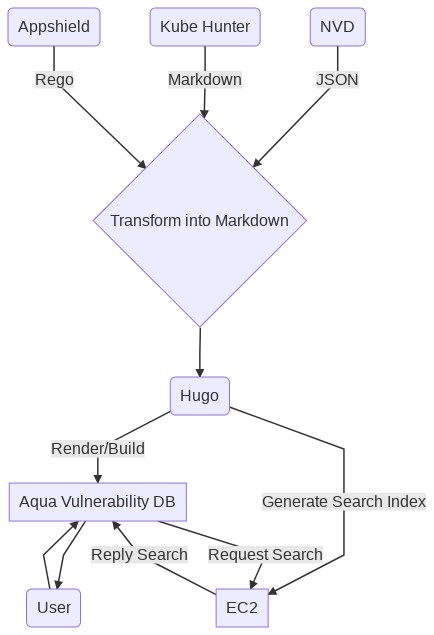 Appshield
Kube Hunter
NVD
Rego
Markdown
JSON
Transform into Markdown
Hugo
Render/Build
Aqua Vulnerability DB
Generate Search Index
Reply Search
Request Search
User
EC2